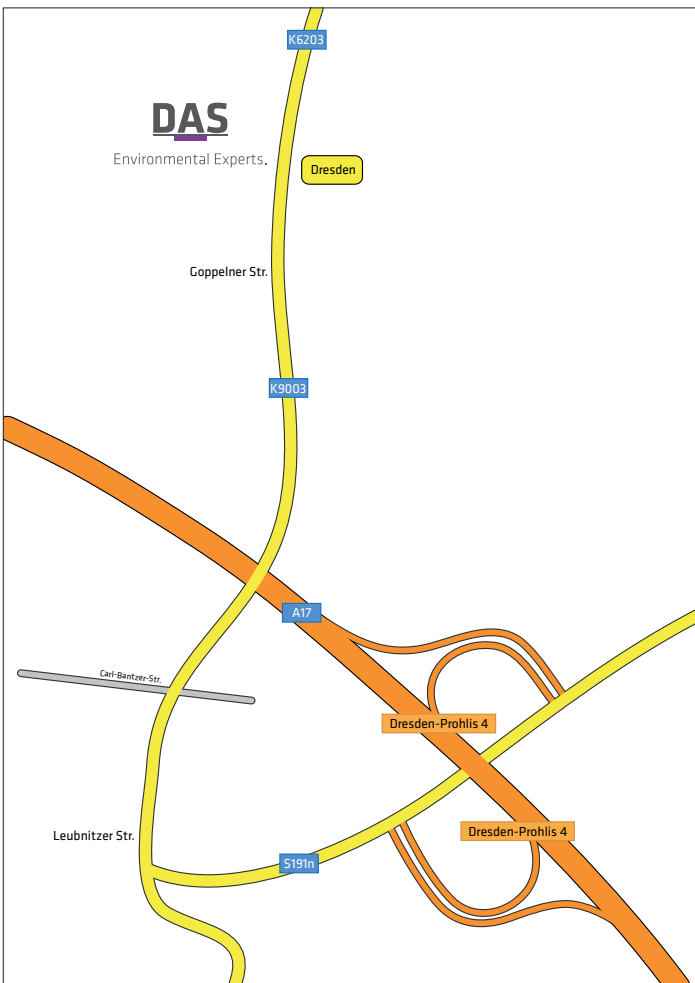 K6203
DAS
Environmental Experts.
Dresden
Goppelner Str.
K9003
A17
Carl-Bantzer-Str.
Dresden-Prohlis 4
Dresden-Prohlis 4
Leubnitzer Str.
S191n